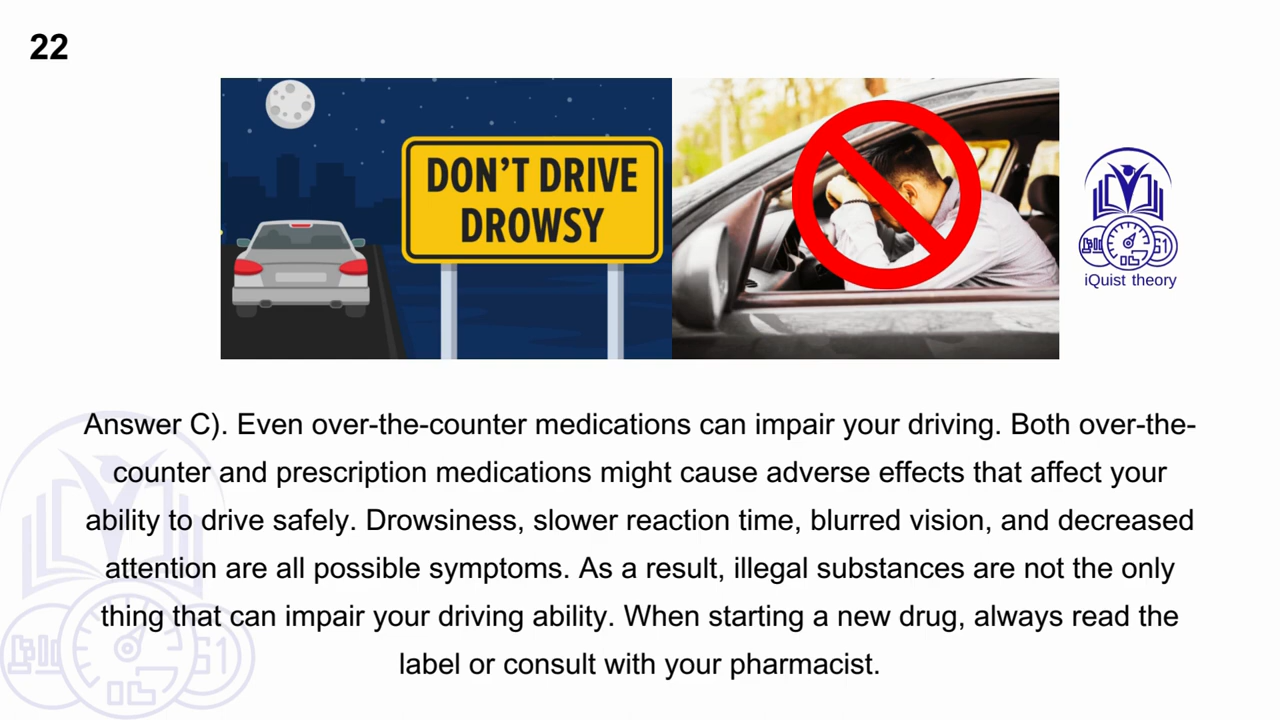 22
DON'T DRIVE
DROWSY
iQuist theory
Answer C). Even over-the-counter medications can impair your driving. Both over-the-
counter and prescription medications might cause adverse effects that affect your
ability to drive safely. Drowsiness, slower reaction time, blurred vision, and decreased
attention are all possible symptoms. As a result, illegal substances are not the only
thing that can impair your driving ability. When starting a new drug, always read the
label or consult with your pharmacist.